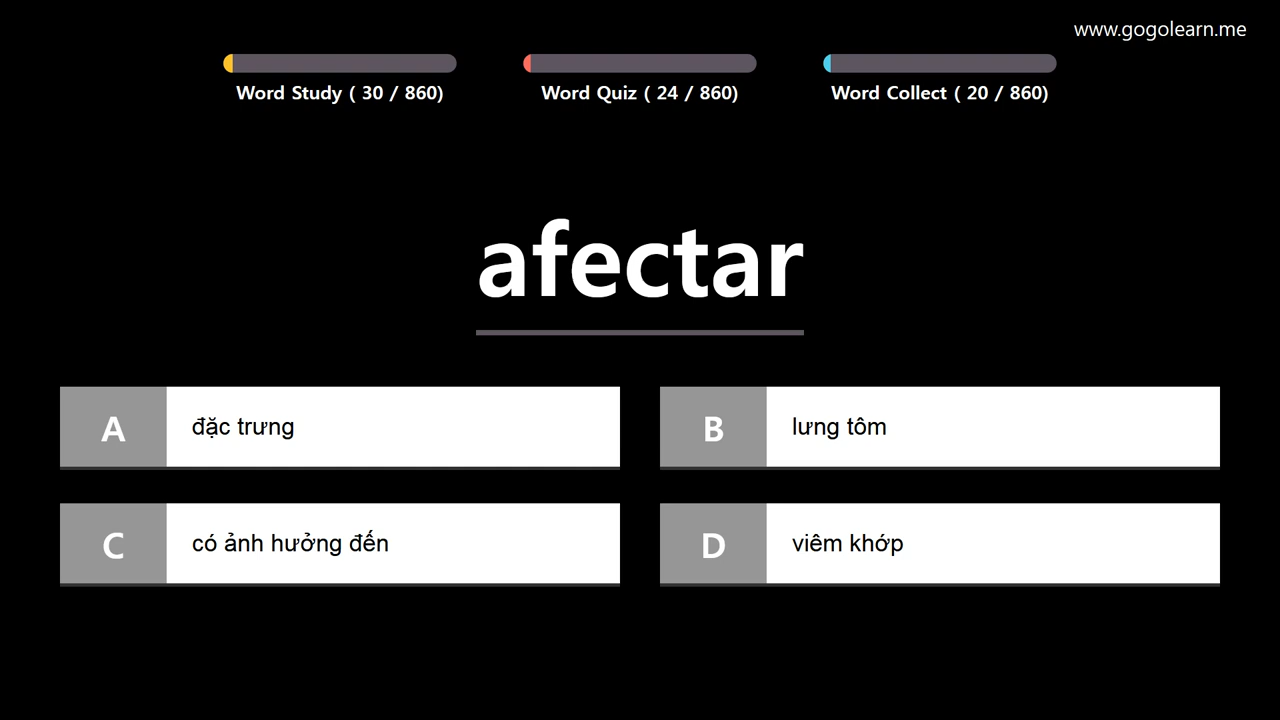 www.gogolearn.me
Word Study ( 30 / 860)
Word Quiz ( 24 / 860)
Word Collect ( 20 / 860)
afectar
A đặc trưng
B lưng tôm
C có ảnh hưởng đến
D viêm khớp